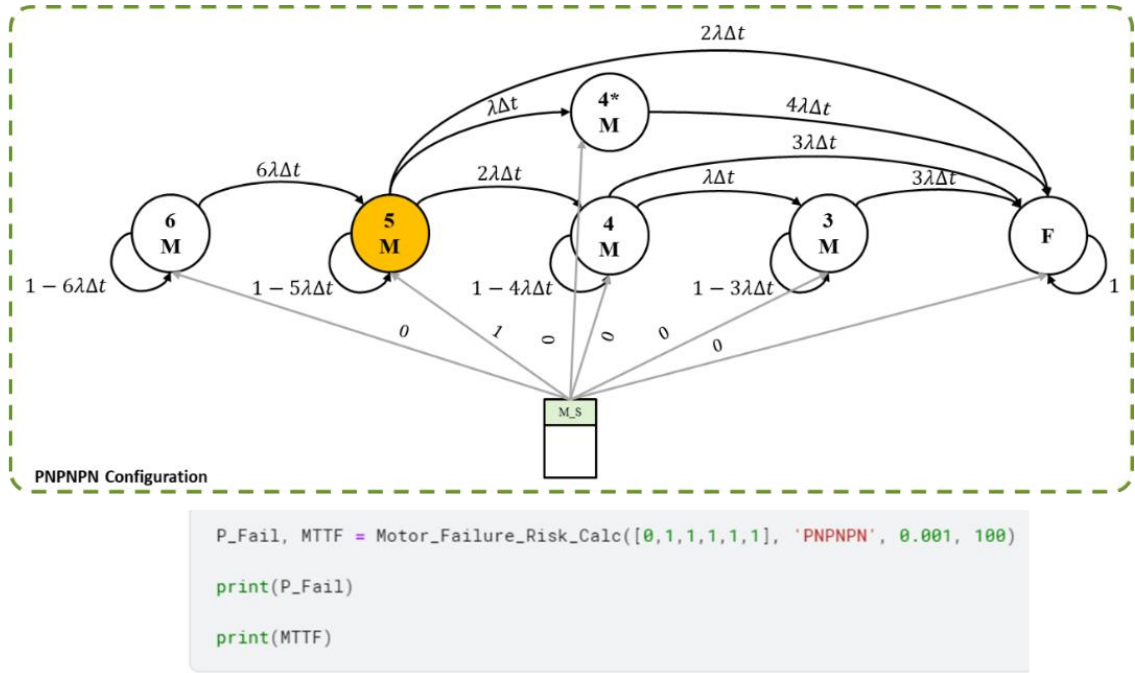 2λΔt
4*
M
λΔt
4λΔt
3λΔt
6λΔt
2λΔt
λΔt
3λΔt
6
M
5
M
4
M
3
M
F
1 − 6λΔt
1 − 5λΔt
1 − 4λΔt
1 − 3λΔt
1
0
1
0
0
0
0
M_S
PNPNPN Configuration
P_Fail, MTTF = Motor_Failure_Risk_Calc([0,1,1,1,1,1], 'PNPNPN', 0.001, 100)
print(P_Fail)
print(MTTF)